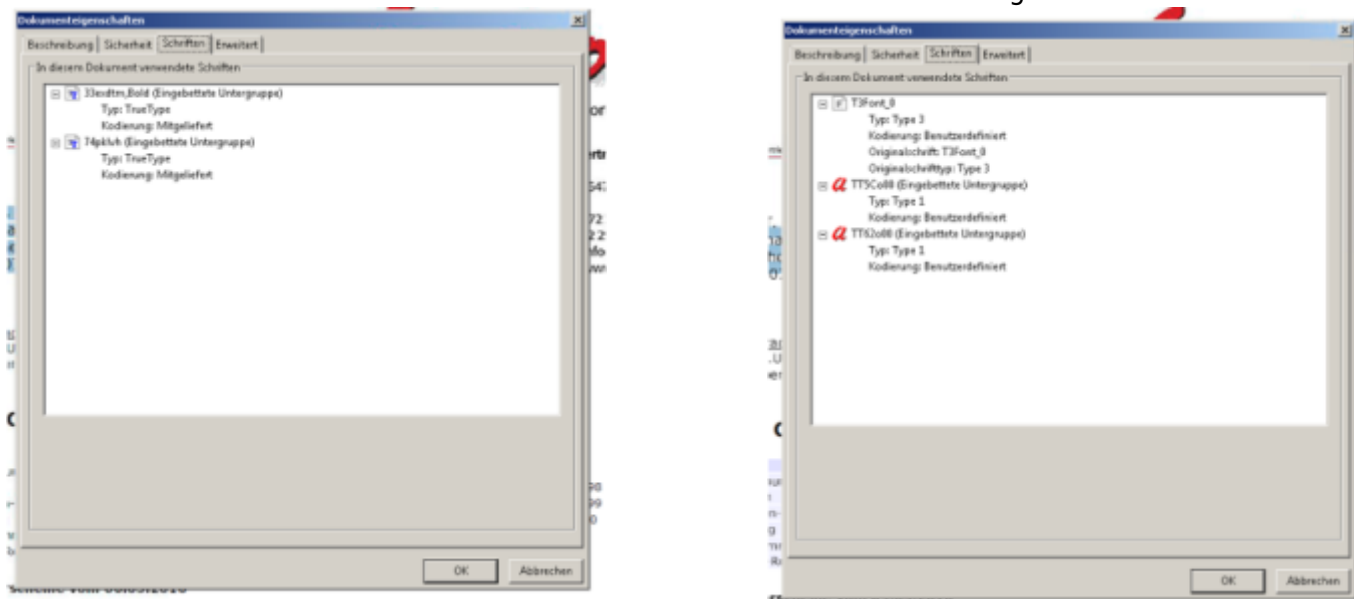 Dokumenteigenschaften
Beschreibung Sicherheit Schriften Erweitert
In diesem Dokument verwendete Schriften
33exdtm,Bold (Eingebettete Untergruppe)
Typ: TrueType
Kodierung: Mitgeliefert
(Eingebettete Untergruppe)
Typ: TrueType
Kodierung: Mitgeliefert
OK Abbrechen
Dokumenteigenschaften
Beschreibung Sicherheit Schriften Erweitert
In diesem Dokument verwendete Schriften
T3Font_0
Typ: Type 3
Kodierung: Benutzerdefiniert
Originalschrift: T3Font_0
Originalschrifttyp: Type 3
TT5Co00 (Eingebettete Untergruppe)
Typ: Type 1
Kodierung: Benutzerdefiniert
TT62o00 (Eingebettete Untergruppe)
Typ: Type 1
Kodierung: Benutzerdefiniert
OK Abbrechen